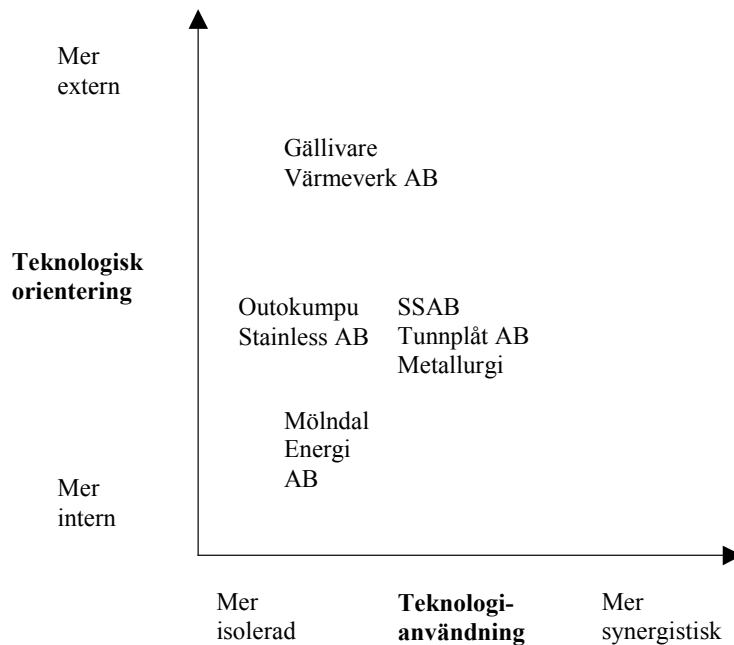 Mer
extern
Gällivare
Värmeverk AB
Teknologisk
orientering
Outokumpu
Stainless AB
SSAB
Tunnplåt AB
Metallurgi
Mölndal
Energi
AB
Mer
intern
Mer
isolerad
Teknologi-
användning
Mer
synergistisk